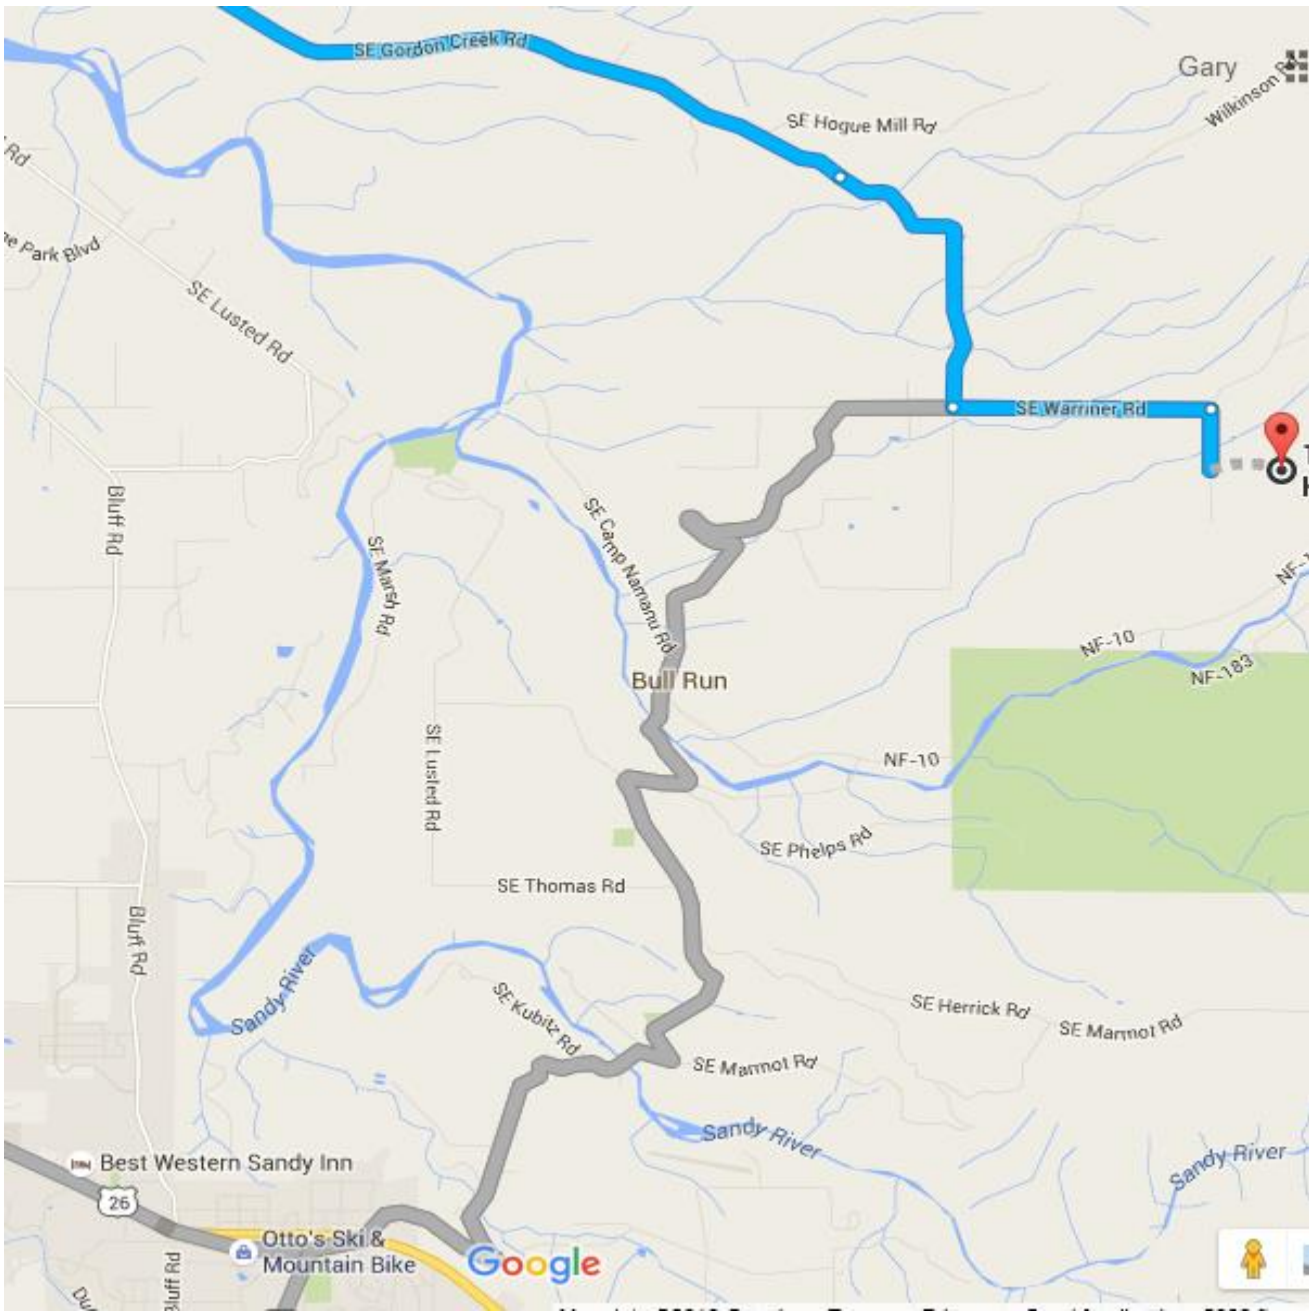 SE Gordon Creek Rd
Gary
Wilkinson
SE Hogue Mill Rd
Rd
Park Blvd
SE Lusted Rd
SE Warriner Rd
Bluff Rd
SE Marsh Rd
SE Camp Namanu Rd
NF-10
NF-183
Bull Run
SE Lusted Rd
NF-10
SE Phelps Rd
SE Thomas Rd
Bluff Rd
Sandy River
SE Kubitz Rd
SE Herrick Rd
SE Marmot Rd
SE Marmot Rd
Sandy River
Sandy River
Best Western Sandy Inn
26
Otto's Ski &
Mountain Bike
Google
Bluff Rd